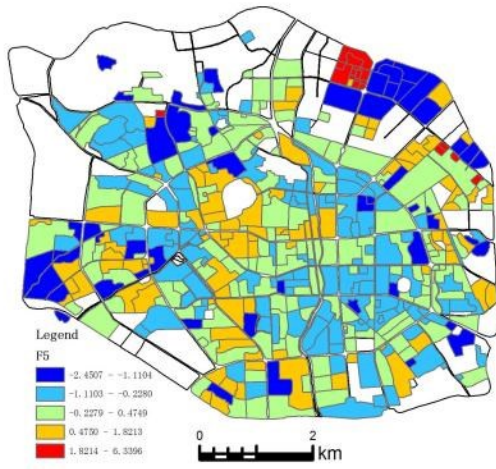 Legend
F5
-2.4507 - -1.1104
-1.1103 - -0.2280
-0.2279 - 0.4749
0.4750 - 1.8213
1.8214 - 6.3396
0 2
km